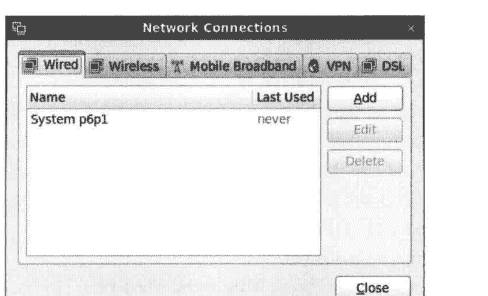 Network Connections
Wired Wireless Mobile Broadband VPN DSL
Name Last Used Add
System p6p1 never
Edit
Delete
Close